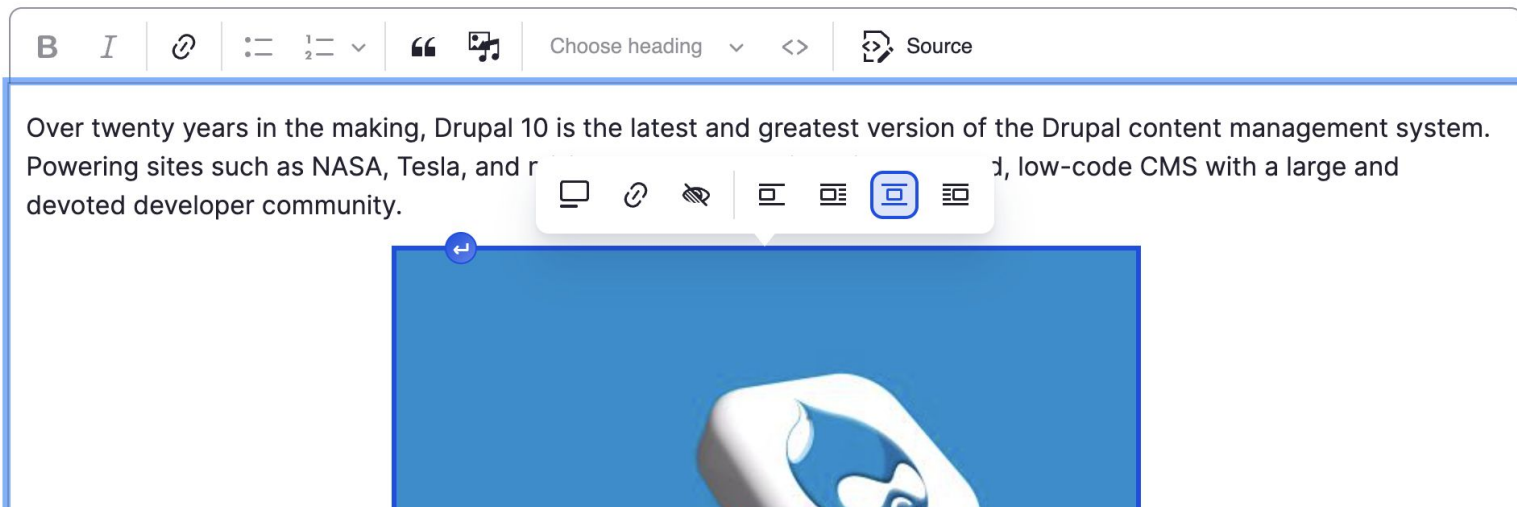 B I Choose heading Source
Over twenty years in the making, Drupal 10 is the latest and greatest version of the Drupal content management system.
Powering sites such as NASA, Tesla, and low-code CMS with a large and
devoted developer community.